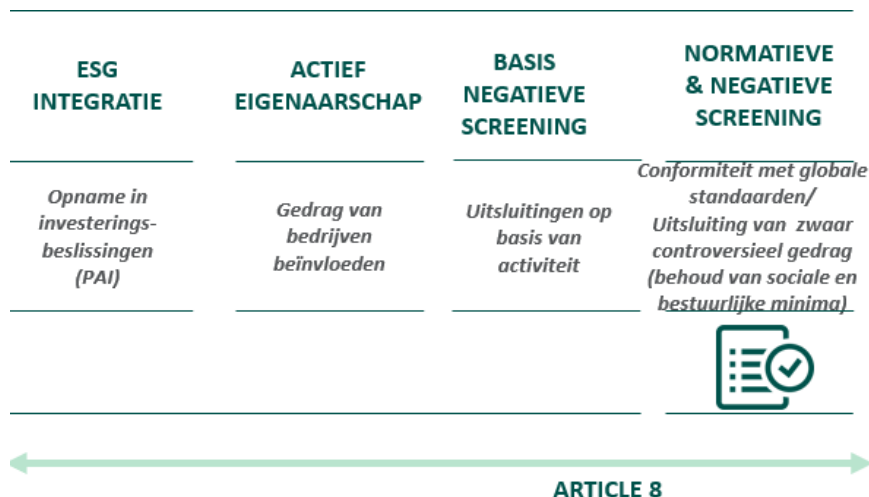 ESG
INTEGRATIE
ACTIEF
EIGENAARSCHAP
BASIS
NEGATIEVE
SCREENING
NORMATIEVE
& NEGATIEVE
SCREENING
Opname in
investerings-
beslissingen
(PAI)
Gedrag van
bedrijven
beïnvloeden
Uitsluitingen op
basis van
activiteit
Conformiteit met globale
standaarden/
Uitsluiting van zwaar
controversieel gedrag
(behoud van sociale en
bestuurlijke minima)
ARTICLE 8